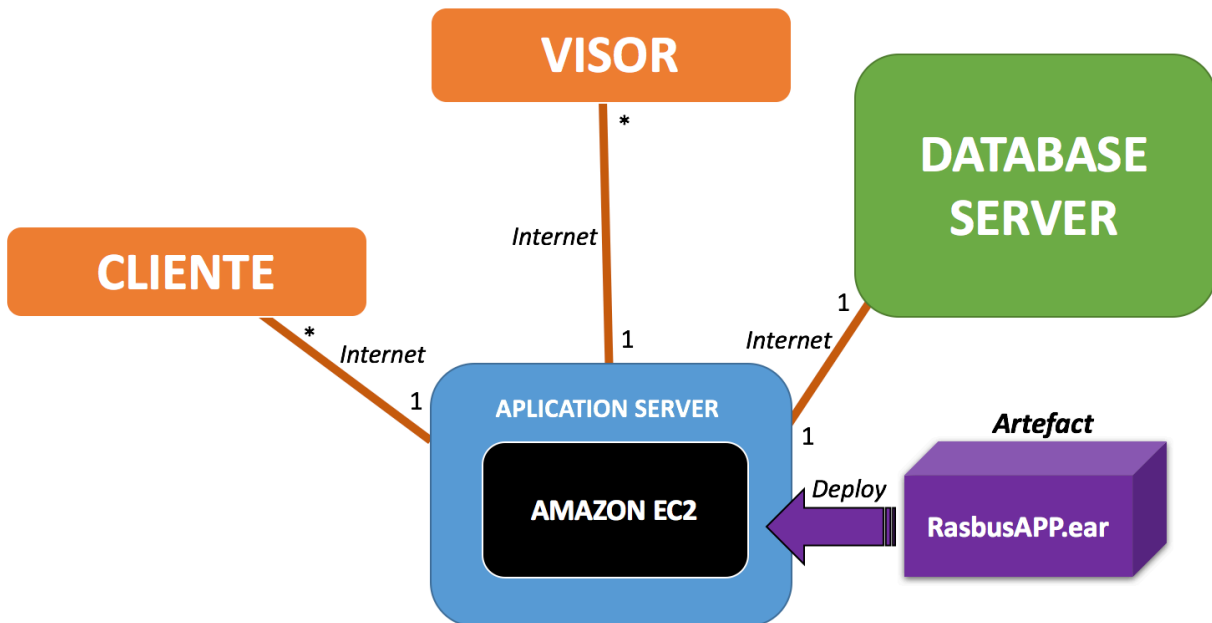 VISOR
*
Internet
1
DATABASE
SERVER
1
Internet
1
CLIENTE
*
Internet
1
APLICATION SERVER
AMAZON EC2
Artefact
Deploy
RasbusAPP.ear